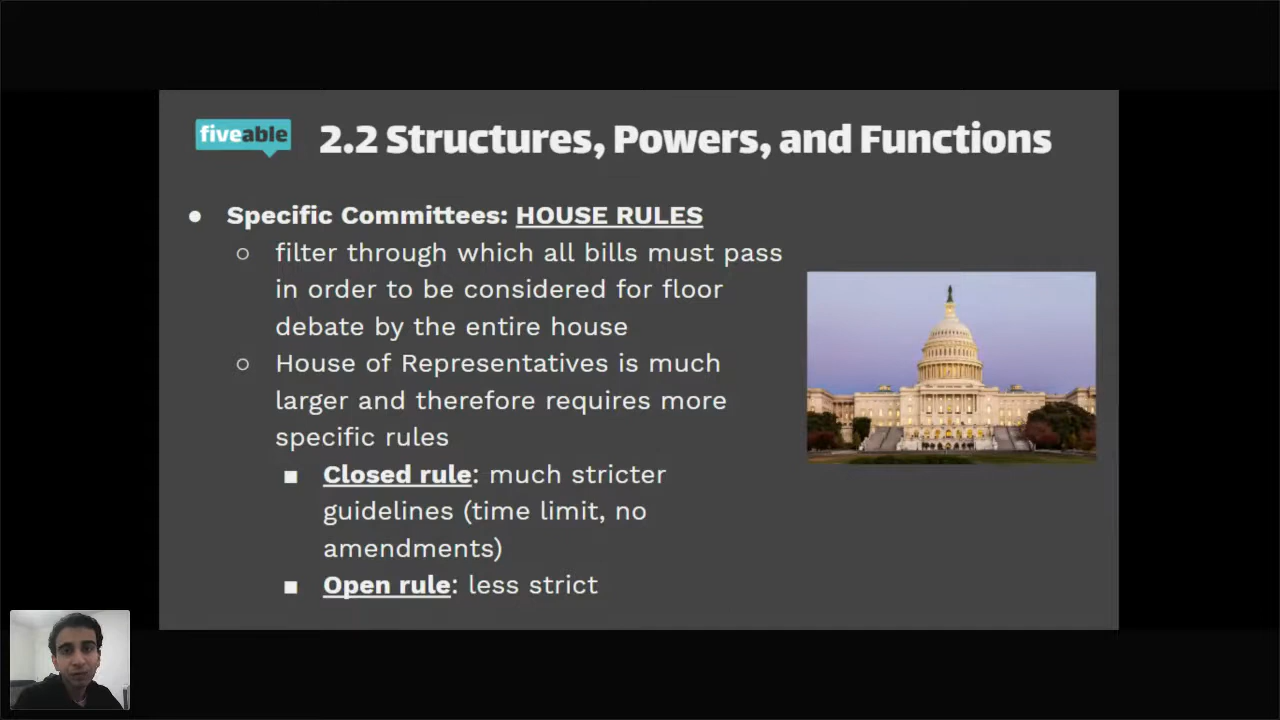 fiveable
2.2 Structures, Powers, and Functions
● Specific Committees: HOUSE RULES
○ filter through which all bills must pass
in order to be considered for floor
debate by the entire house
○ House of Representatives is much
larger and therefore requires more
specific rules
■ Closed rule: much stricter
guidelines (time limit, no
amendments)
■ Open rule: less strict